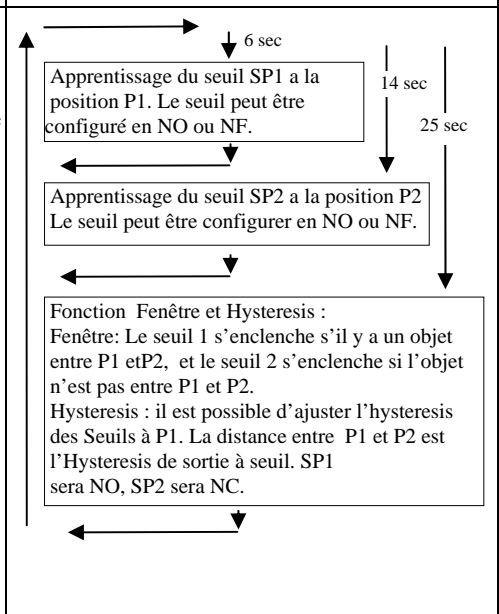 6 sec
Apprentissage du seuil SP1 a la
position P1. Le seuil peut être
configuré en NO ou NF.
14 sec
25 sec
Apprentissage du seuil SP2 a la position P2
Le seuil peut être configurer en NO ou NF.
Fonction Fenêtre et Hysteresis :
Fenêtre: Le seuil 1 s'enclenche s'il y a un objet
entre P1 etP2, et le seuil 2 s'enclenche si l'objet
n'est pas entre P1 et P2.
Hysteresis : il est possible d'ajuster l'hysteresis
des Seuils à P1. La distance entre P1 et P2 est
l'Hysteresis de sortie à seuil. SP1
sera NO, SP2 sera NC.